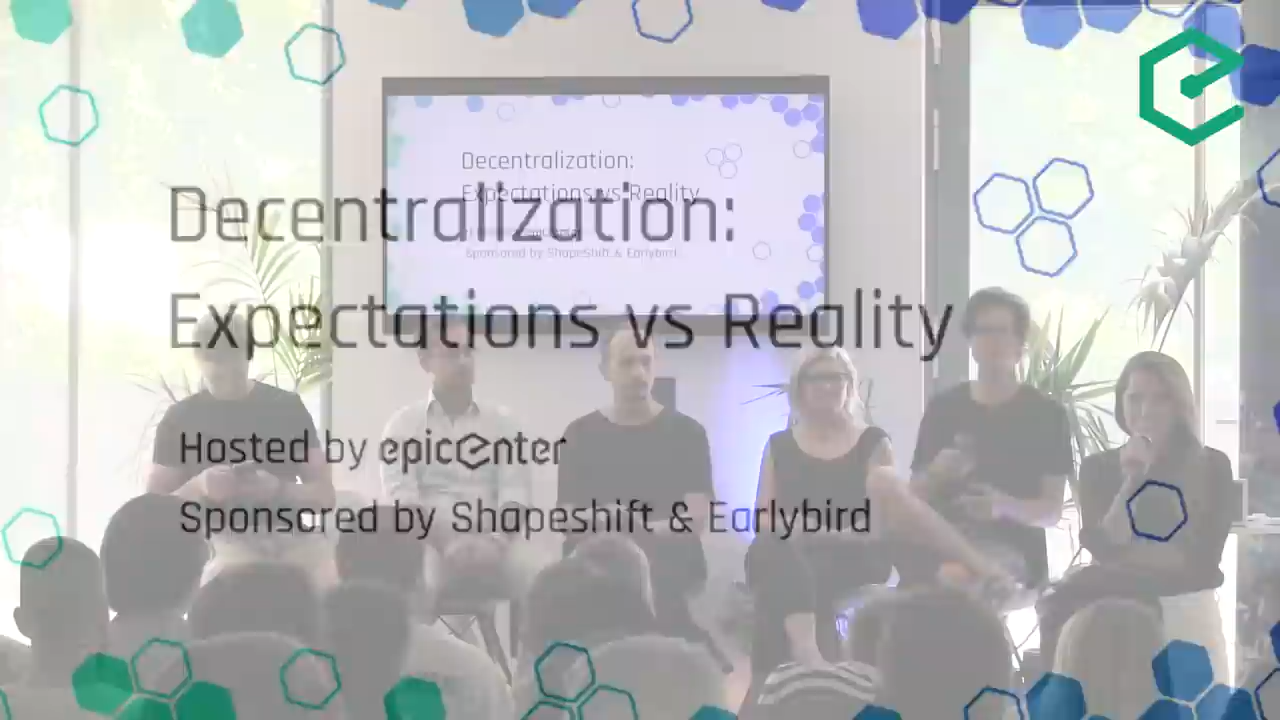 Decentralization:
Expectations vs Reality
Sponsored by ShapeShift & Earlybird
Decentralization:
Expectations vs Reality
Hosted by epicenter
Sponsored by Shapeshift & Earlybird